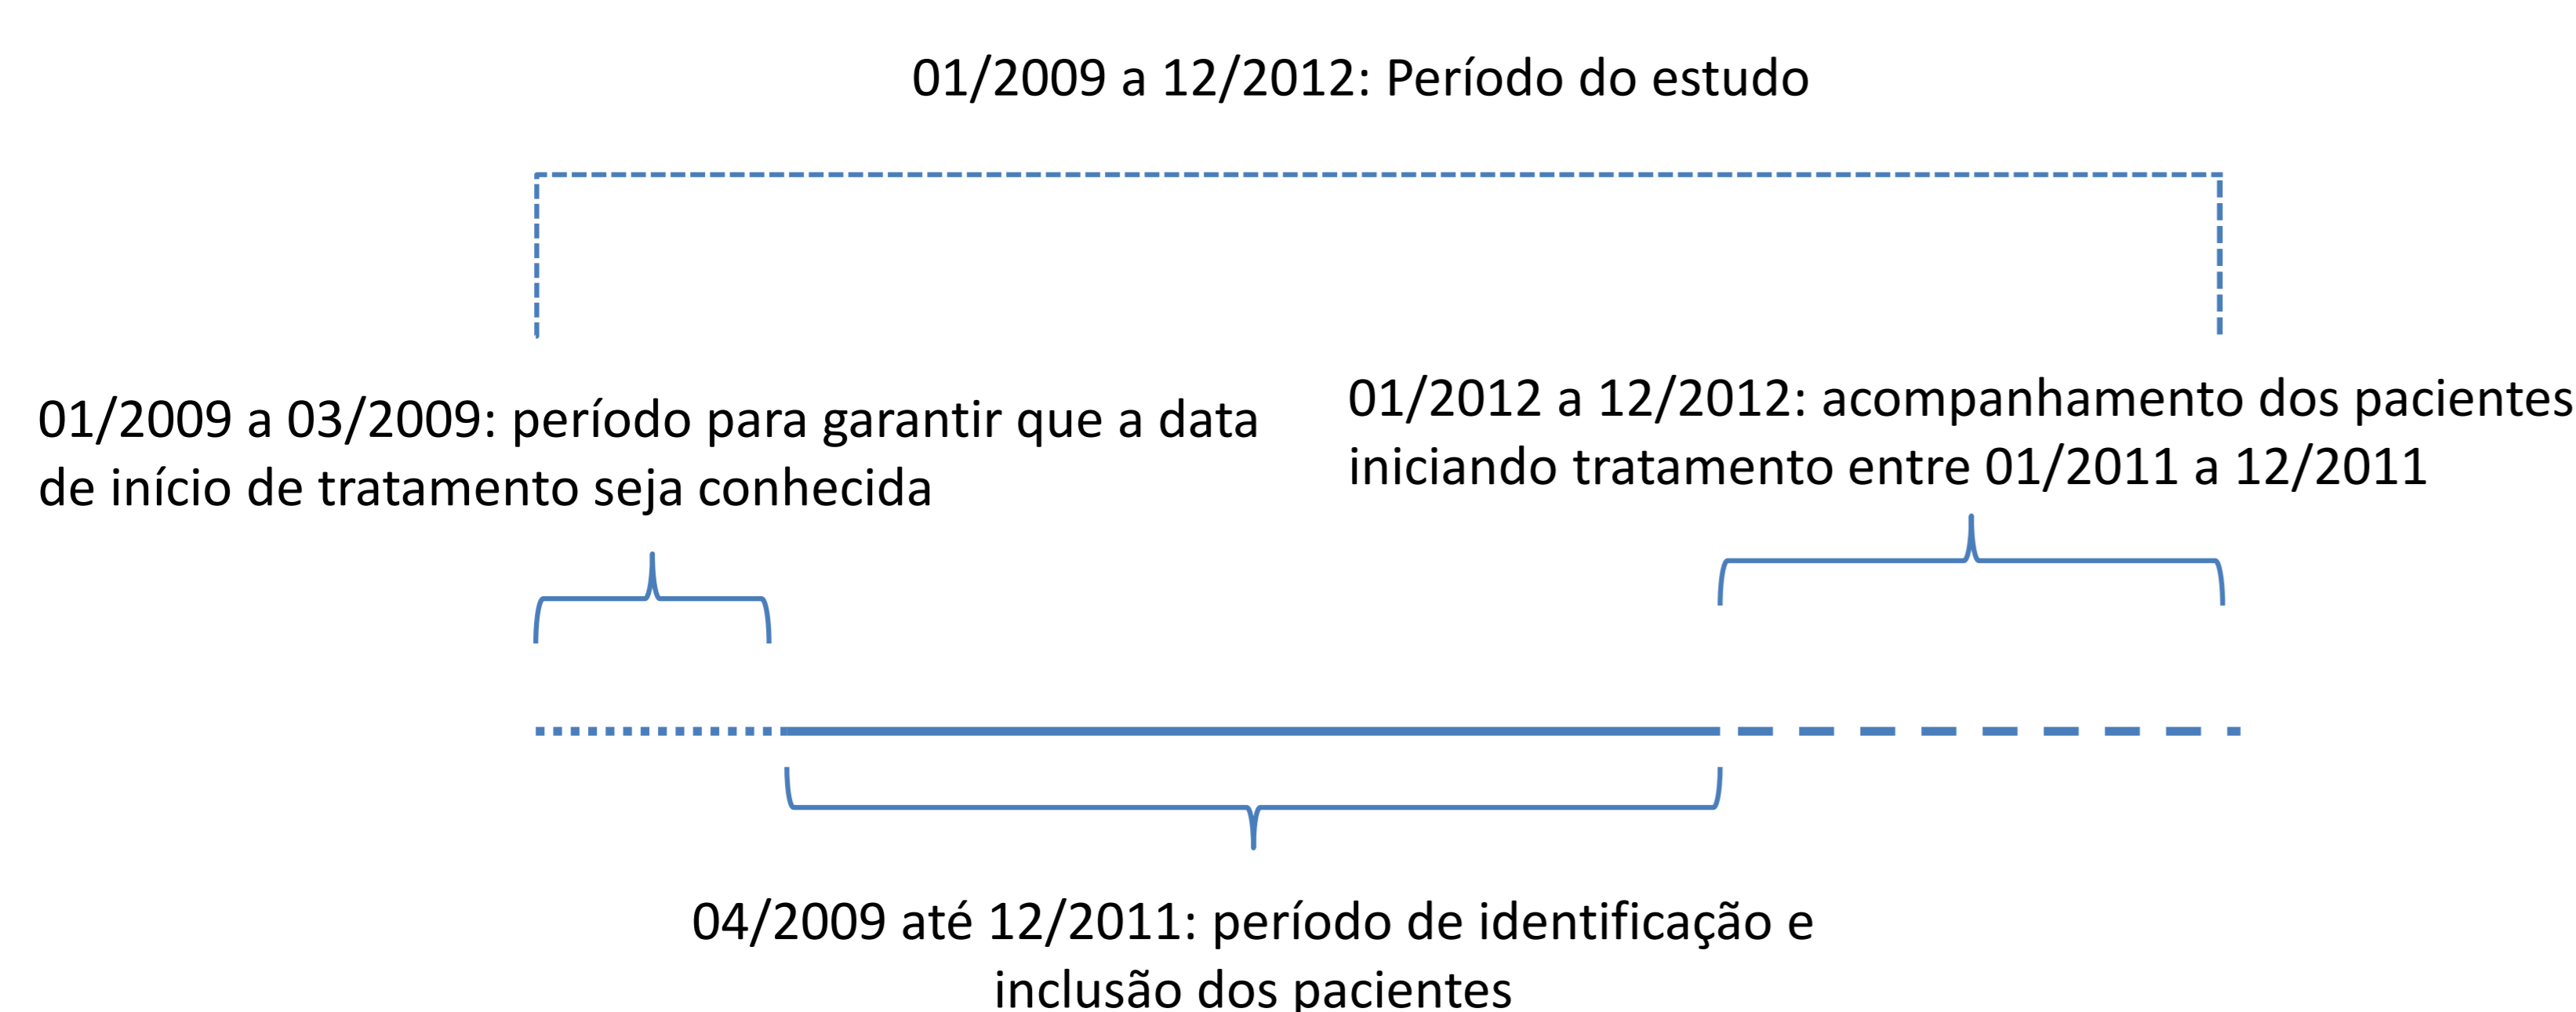 01/2009 a 12/2012: Período do estudo
01/2009 a 03/2009: período para garantir que a data
de início de tratamento seja conhecida
01/2012 a 12/2012: acompanhamento dos pacientes
iniciando tratamento entre 01/2011 a 12/2011
04/2009 até 12/2011: período de identificação e
inclusão dos pacientes